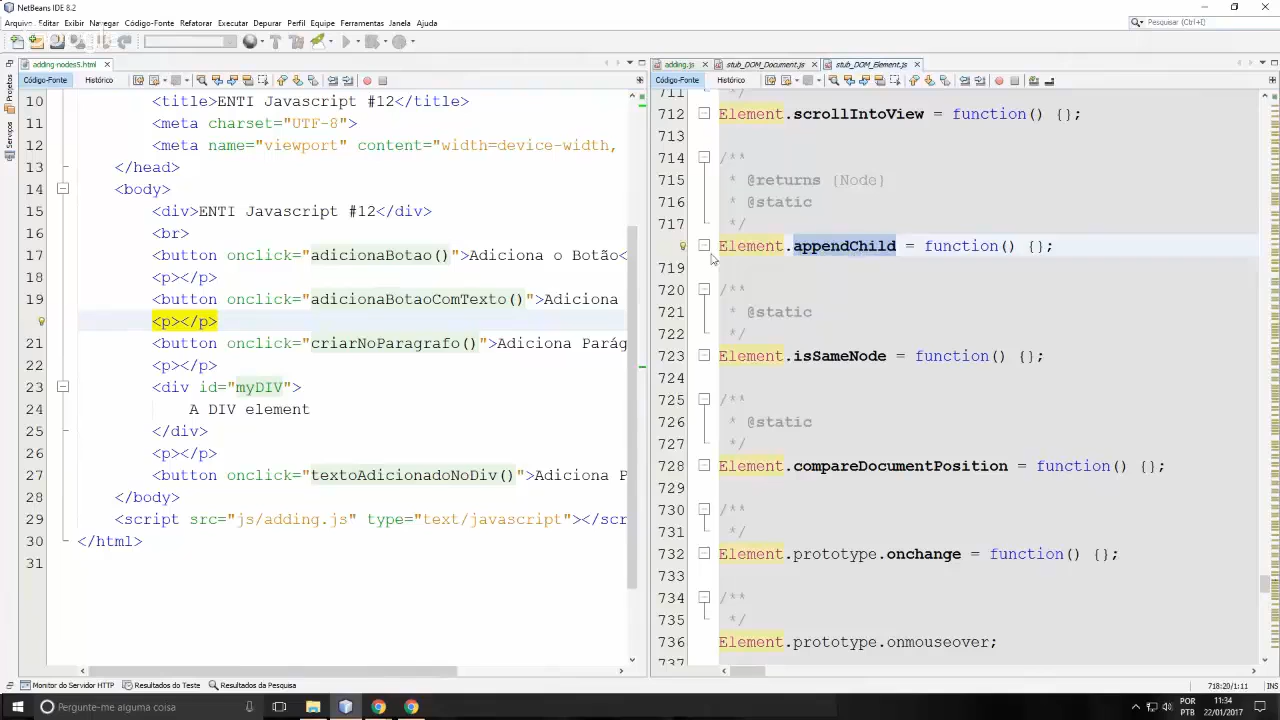 NetBeans IDE 8.2
Arquivo Editar Exibir Navegar Código-Fonte Refatorar Executar Depurar Perfil Equipe Ferramentas Janela Ajuda
Pesquisar (Ctrl+I)
adding-nodes5.html
Código-Fonte Histórico
Projetos
Serviços
10 <title>ENTI Javascript #12</title>
11 <meta charset="UTF-8">
12 <meta name="viewport" content="width=device-width,
13 </head>
14 <body>
15 <div>ENTI Javascript #12</div>
16 <br>
17 <button onclick="adicionaBotao()">Adiciona o Botão<
18 <p></p>
19 <button onclick="adicionaBotaoComTexto()">Adiciona
<p></p>
21 <button onclick="criarNoParagrafo()">Adiciona Parág
22 <p></p>
23 <div id="myDIV">
24 A DIV element
25 </div>
26 <p></p>
27 <button onclick="textoAdicionadoNoDiv()">Adiciona P
28 </body>
29 <script src="js/adding.js" type="text/javascript"></scr
30 </html>
31
adding.js stub_DOM_Document.js stub_DOM_Element.js
Código-Fonte Histórico
711 */
712 Element.scrollIntoView = function() {};
713
714 /**
715 * @returns {Node}
716 * @static
717 */
Element.appendChild = function() {};
719
720 /**
721 * @static
722 */
723 Element.isSameNode = function() {};
724
725 /**
726 * @static
727 */
728 Element.compareDocumentPosition = function() {};
729
730 /**
731 */
732 Element.prototype.onchange = function() {};
733
734 /**
735 */
736 Element.prototype.onmouseover;
737
Monitor do Servidor HTTP Resultados do Teste Resultados da Pesquisa
718:20/1:11 INS
Pergunte-me alguma coisa
POR
PTB
11:34
22/01/2017